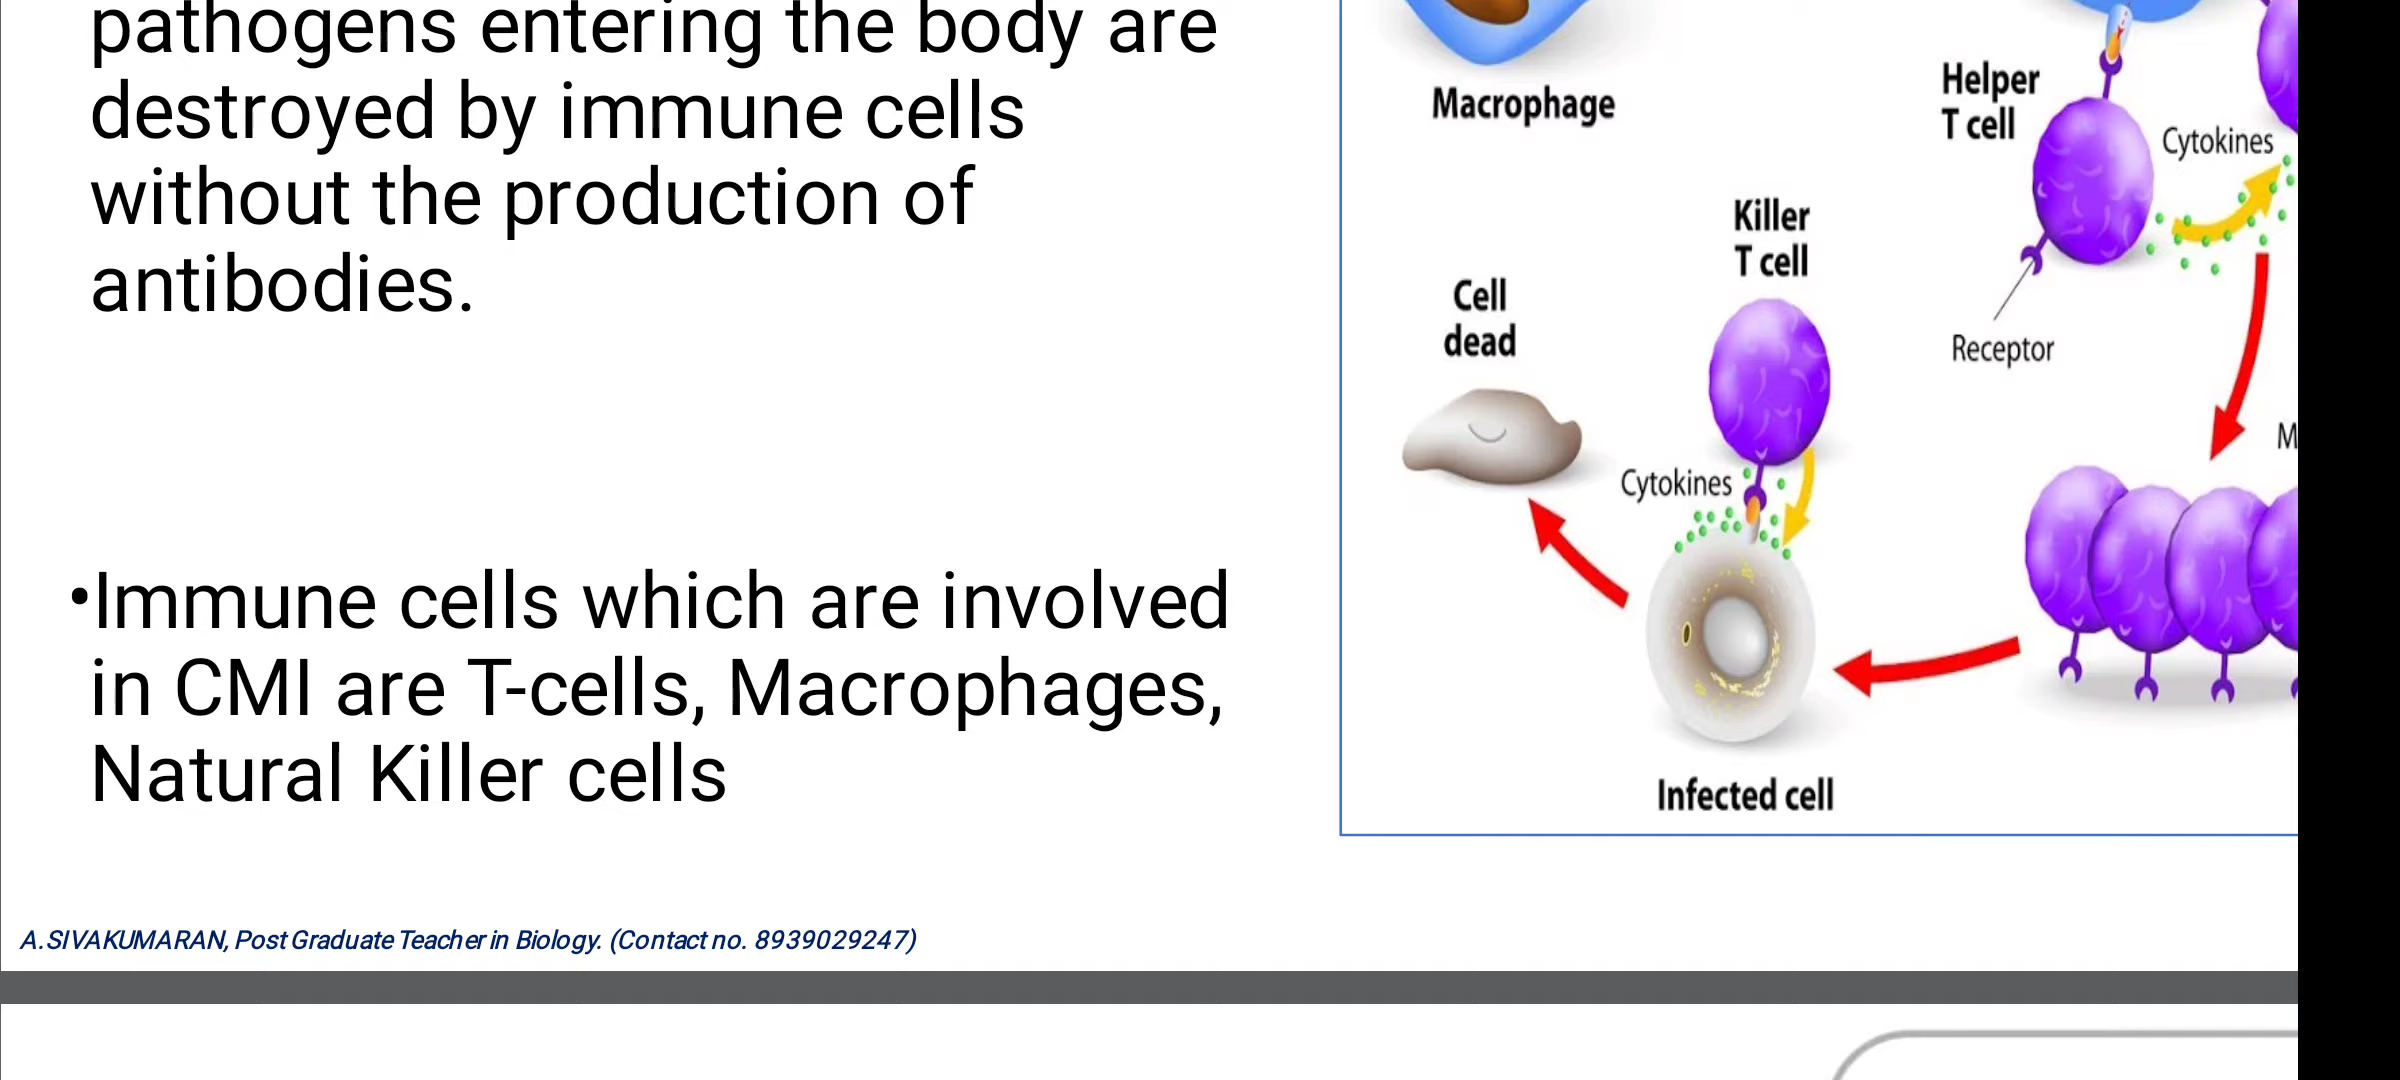 pathogens entering the body are
destroyed by immune cells
without the production of
antibodies.
•Immune cells which are involved
in CMI are T-cells, Macrophages,
Natural Killer cells
Macrophage
Helper
T cell
Cytokines
Killer
T cell
Receptor
Cell
dead
M
Cytokines
Infected cell
A.SIVAKUMARAN, Post Graduate Teacher in Biology. (Contact no. 8939029247)